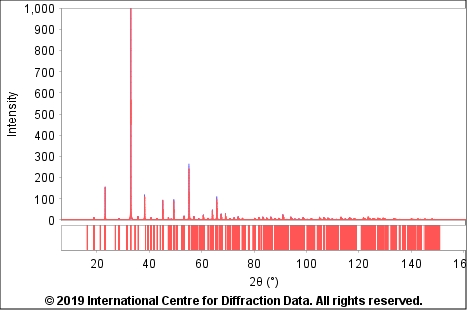 1,000
900
800
700
600
500
400
300
200
100
0
Intensity
20 40 60 80 100 120 140 16
2θ (°)
© 2019 International Centre for Diffraction Data. All rights reserved.